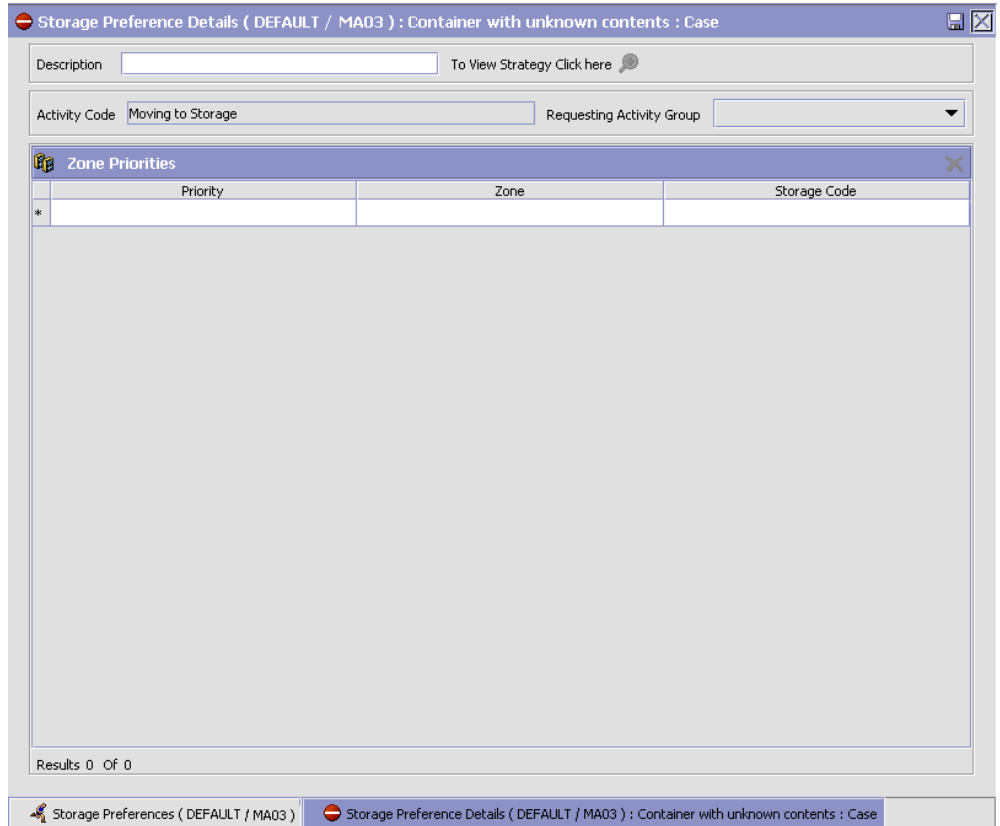 Storage Preference Details ( DEFAULT / MA03 ) : Container with unknown contents : Case
Description To View Strategy Click here
Activity Code Moving to Storage Requesting Activity Group
Zone Priorities
Priority Zone Storage Code
*
Results 0 Of 0
Storage Preferences ( DEFAULT / MA03 ) Storage Preference Details ( DEFAULT / MA03 ) : Container with unknown contents : Case